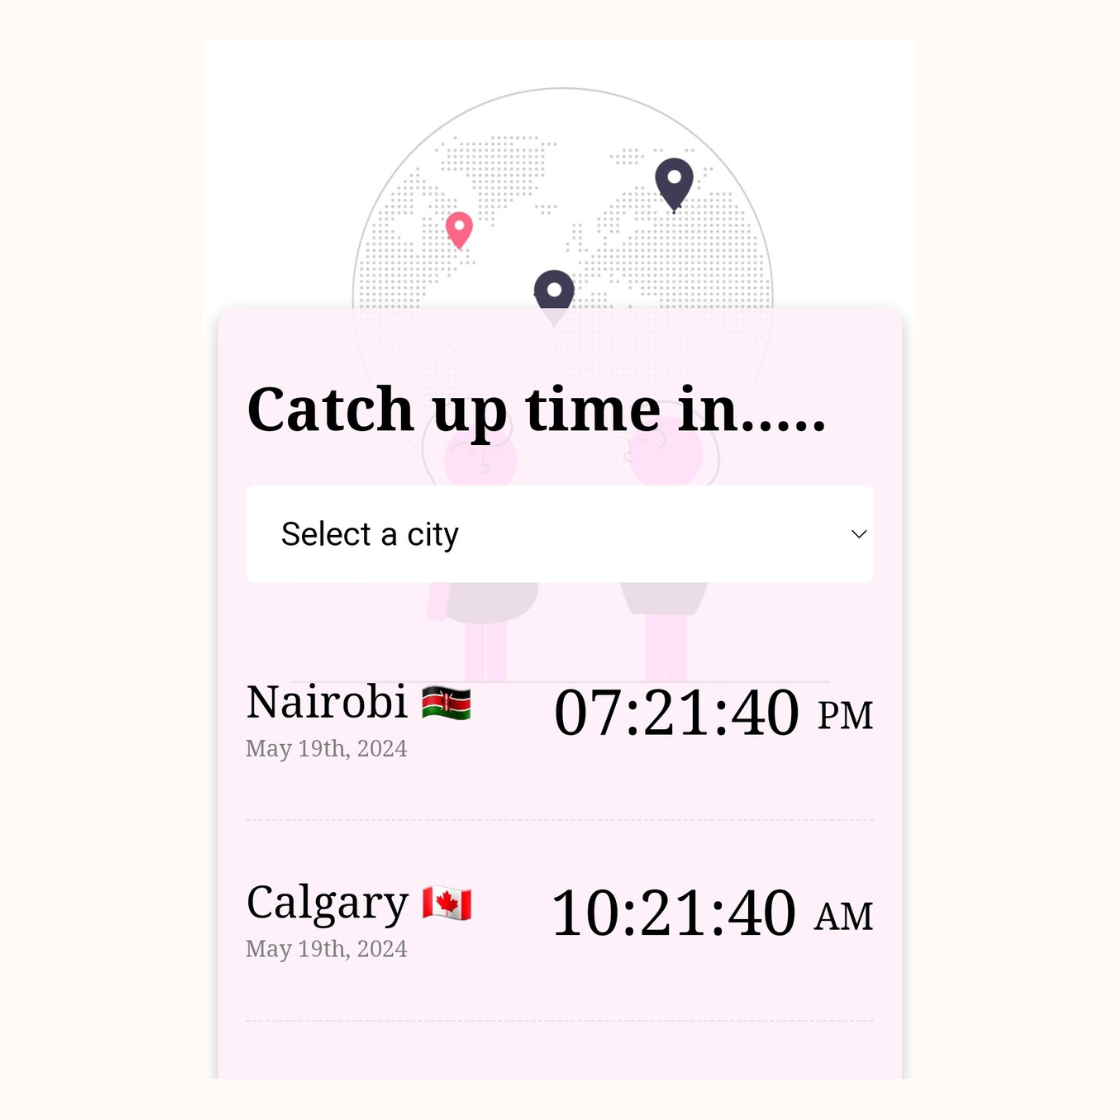 Catch up time in.....
Select a city
Nairobi 🇰🇪
07:21:40 PM
May 19th, 2024
Calgary 🇨🇦
10:21:40 AM
May 19th, 2024